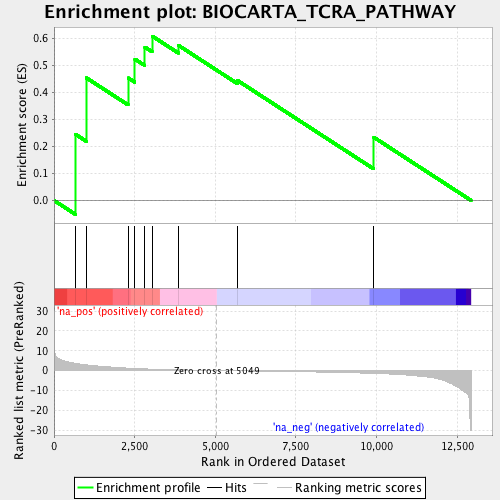 Enrichment plot: BIOCARTA_TCRA_PATHWAY
Enrichment score (ES)
0.6
0.5
0.4
0.3
0.2
0.1
0.0
'na_pos' (positively correlated)
Ranked list metric (PreRanked)
30
20
10
0
-10
-20
-30
Zero cross at 5049
'na_neg' (negatively correlated)
0
2,500
5,000
7,500
10,000
12,500
Rank in Ordered Dataset
Enrichment profile
Hits
Ranking metric scores